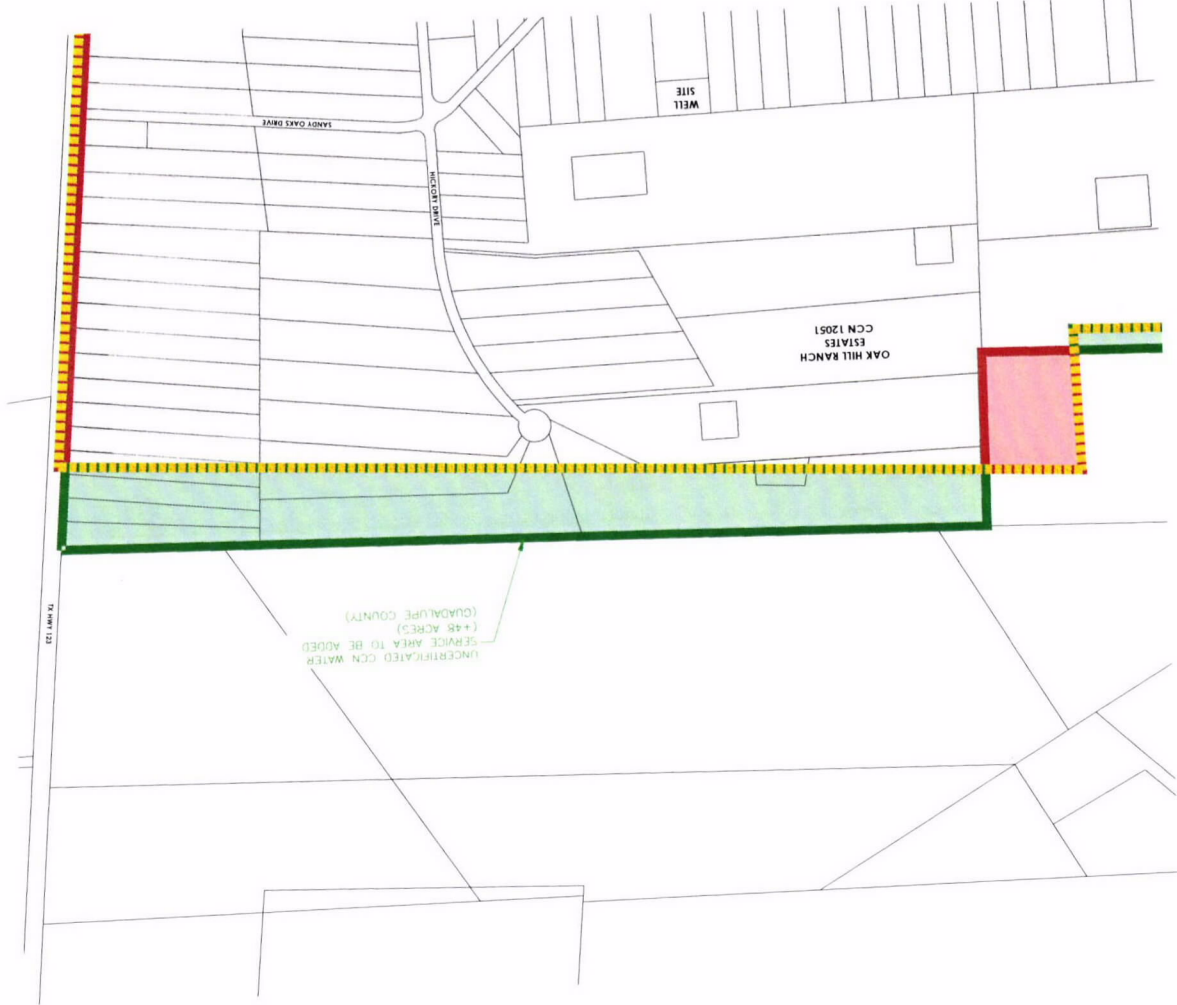 UNCERTIFICATED CCN WATER
SERVICE AREA TO BE ADDED
(+48 ACRES)
(GUADALUPE COUNTY)
TX HWY 123
OAK HILL RANCH
ESTATES
CCN 12051
HICKORY DRIVE
SANDY OAKS DRIVE
WELL
SITE